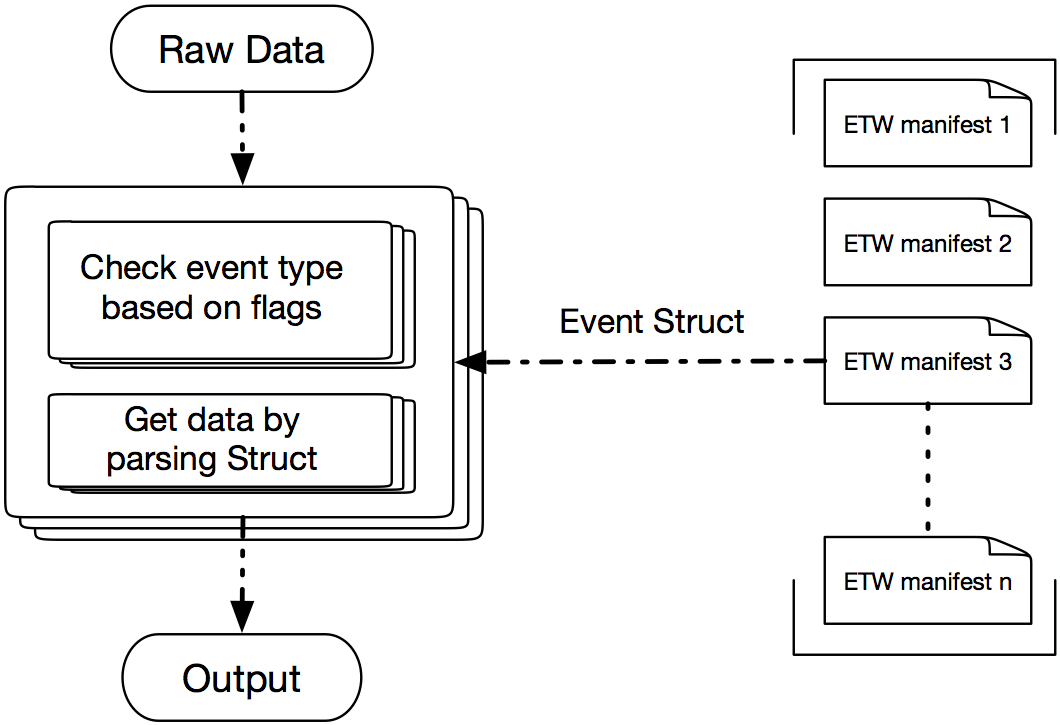 Raw Data
Check event type
based on flags
Get data by
parsing Struct
Output
Event Struct
ETW manifest 1
ETW manifest 2
ETW manifest 3
ETW manifest n